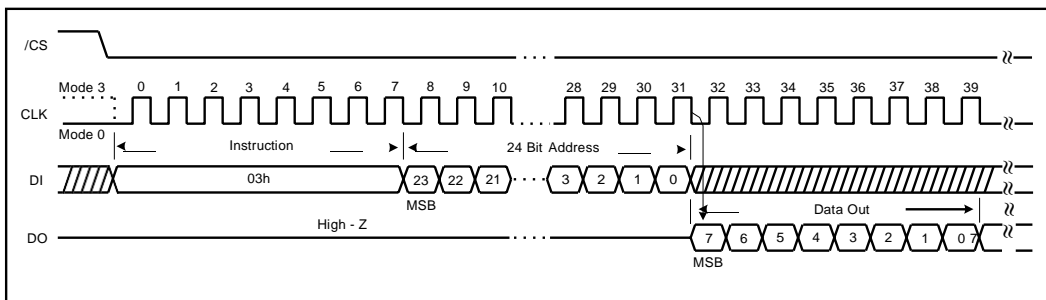 /CS
Mode 3 0 1 2 3 4 5 6 7 8 9 10 28 29 30 31 32 33 34 35 36 37 38 39
CLK
Mode 0
Instruction 24 Bit Address
DI 03h 23 22 21 3 2 1 0
MSB Data Out
High - Z
DO 7 6 5 4 3 2 1 0 7
MSB